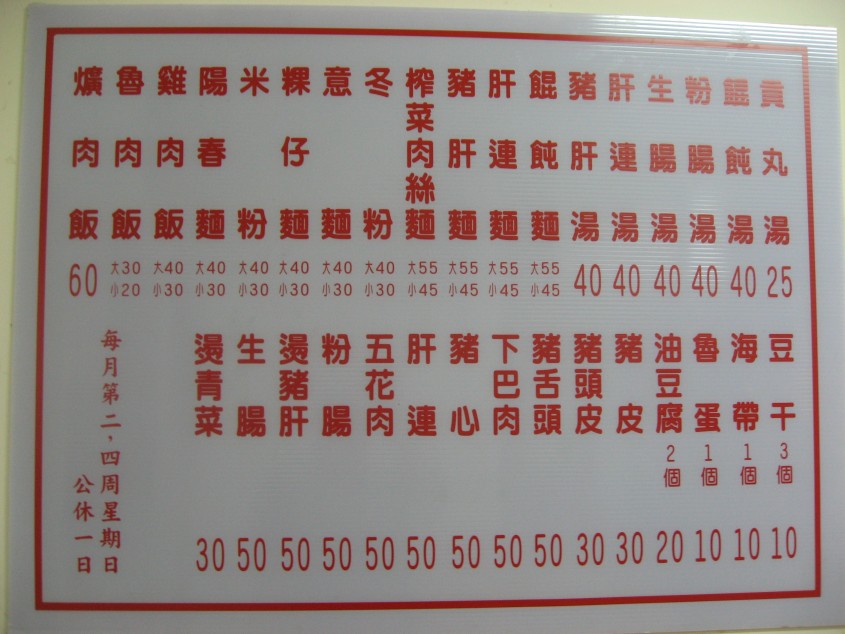 貢丸湯 25
餛飩湯 40
粉腸湯 40
生腸湯 40
肝連湯 40
豬肝湯 40
餛飩麵 大55 小45
肝連麵 大55 小45
豬肝麵 大55 小45
榨菜肉絲麵 大55 小45
冬粉 大40 小30
意麵 大40 小30
粿仔麵 大40 小30
米粉 大40 小30
陽春麵 大40 小30
雞肉飯 大40 小30
魯肉飯 大30 小20
爌肉飯 60
豆干 3個 10
海帶 1個 10
魯蛋 1個 10
油豆腐 2個 20
豬皮 30
豬頭皮 30
豬舌頭 50
下巴肉 50
豬心 50
肝連 50
五花肉 50
粉腸 50
燙豬肝 50
生腸 50
燙青菜 30
每月第二,四周星期日
公休一日